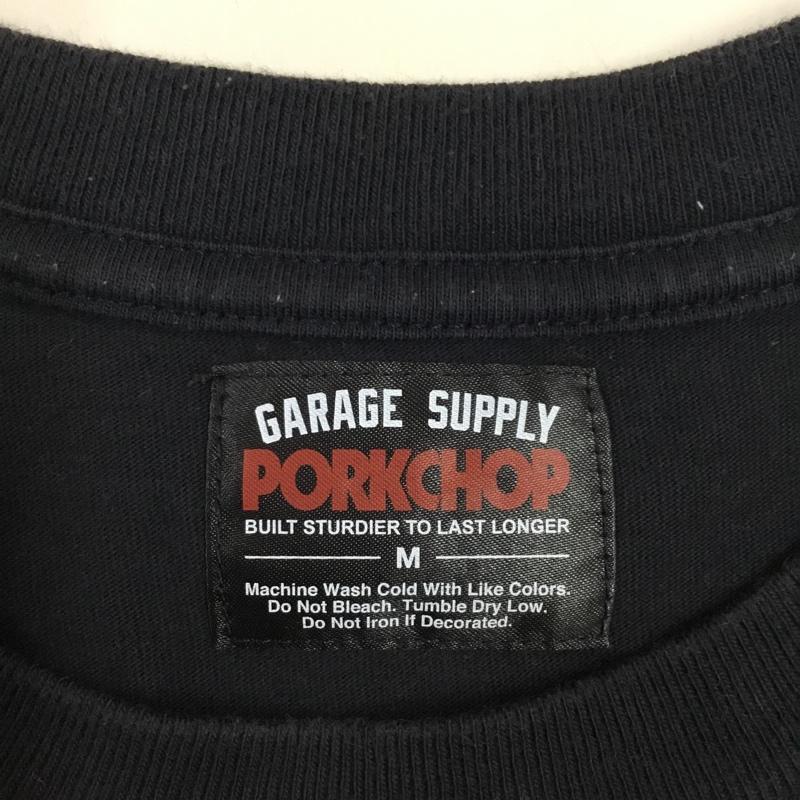 GARAGE SUPPLY
PORKCHOP
BUILT STURDIER TO LAST LONGER
M
Machine Wash Cold With Like Colors.
Do Not Bleach. Tumble Dry Low.
Do Not Iron If Decorated.